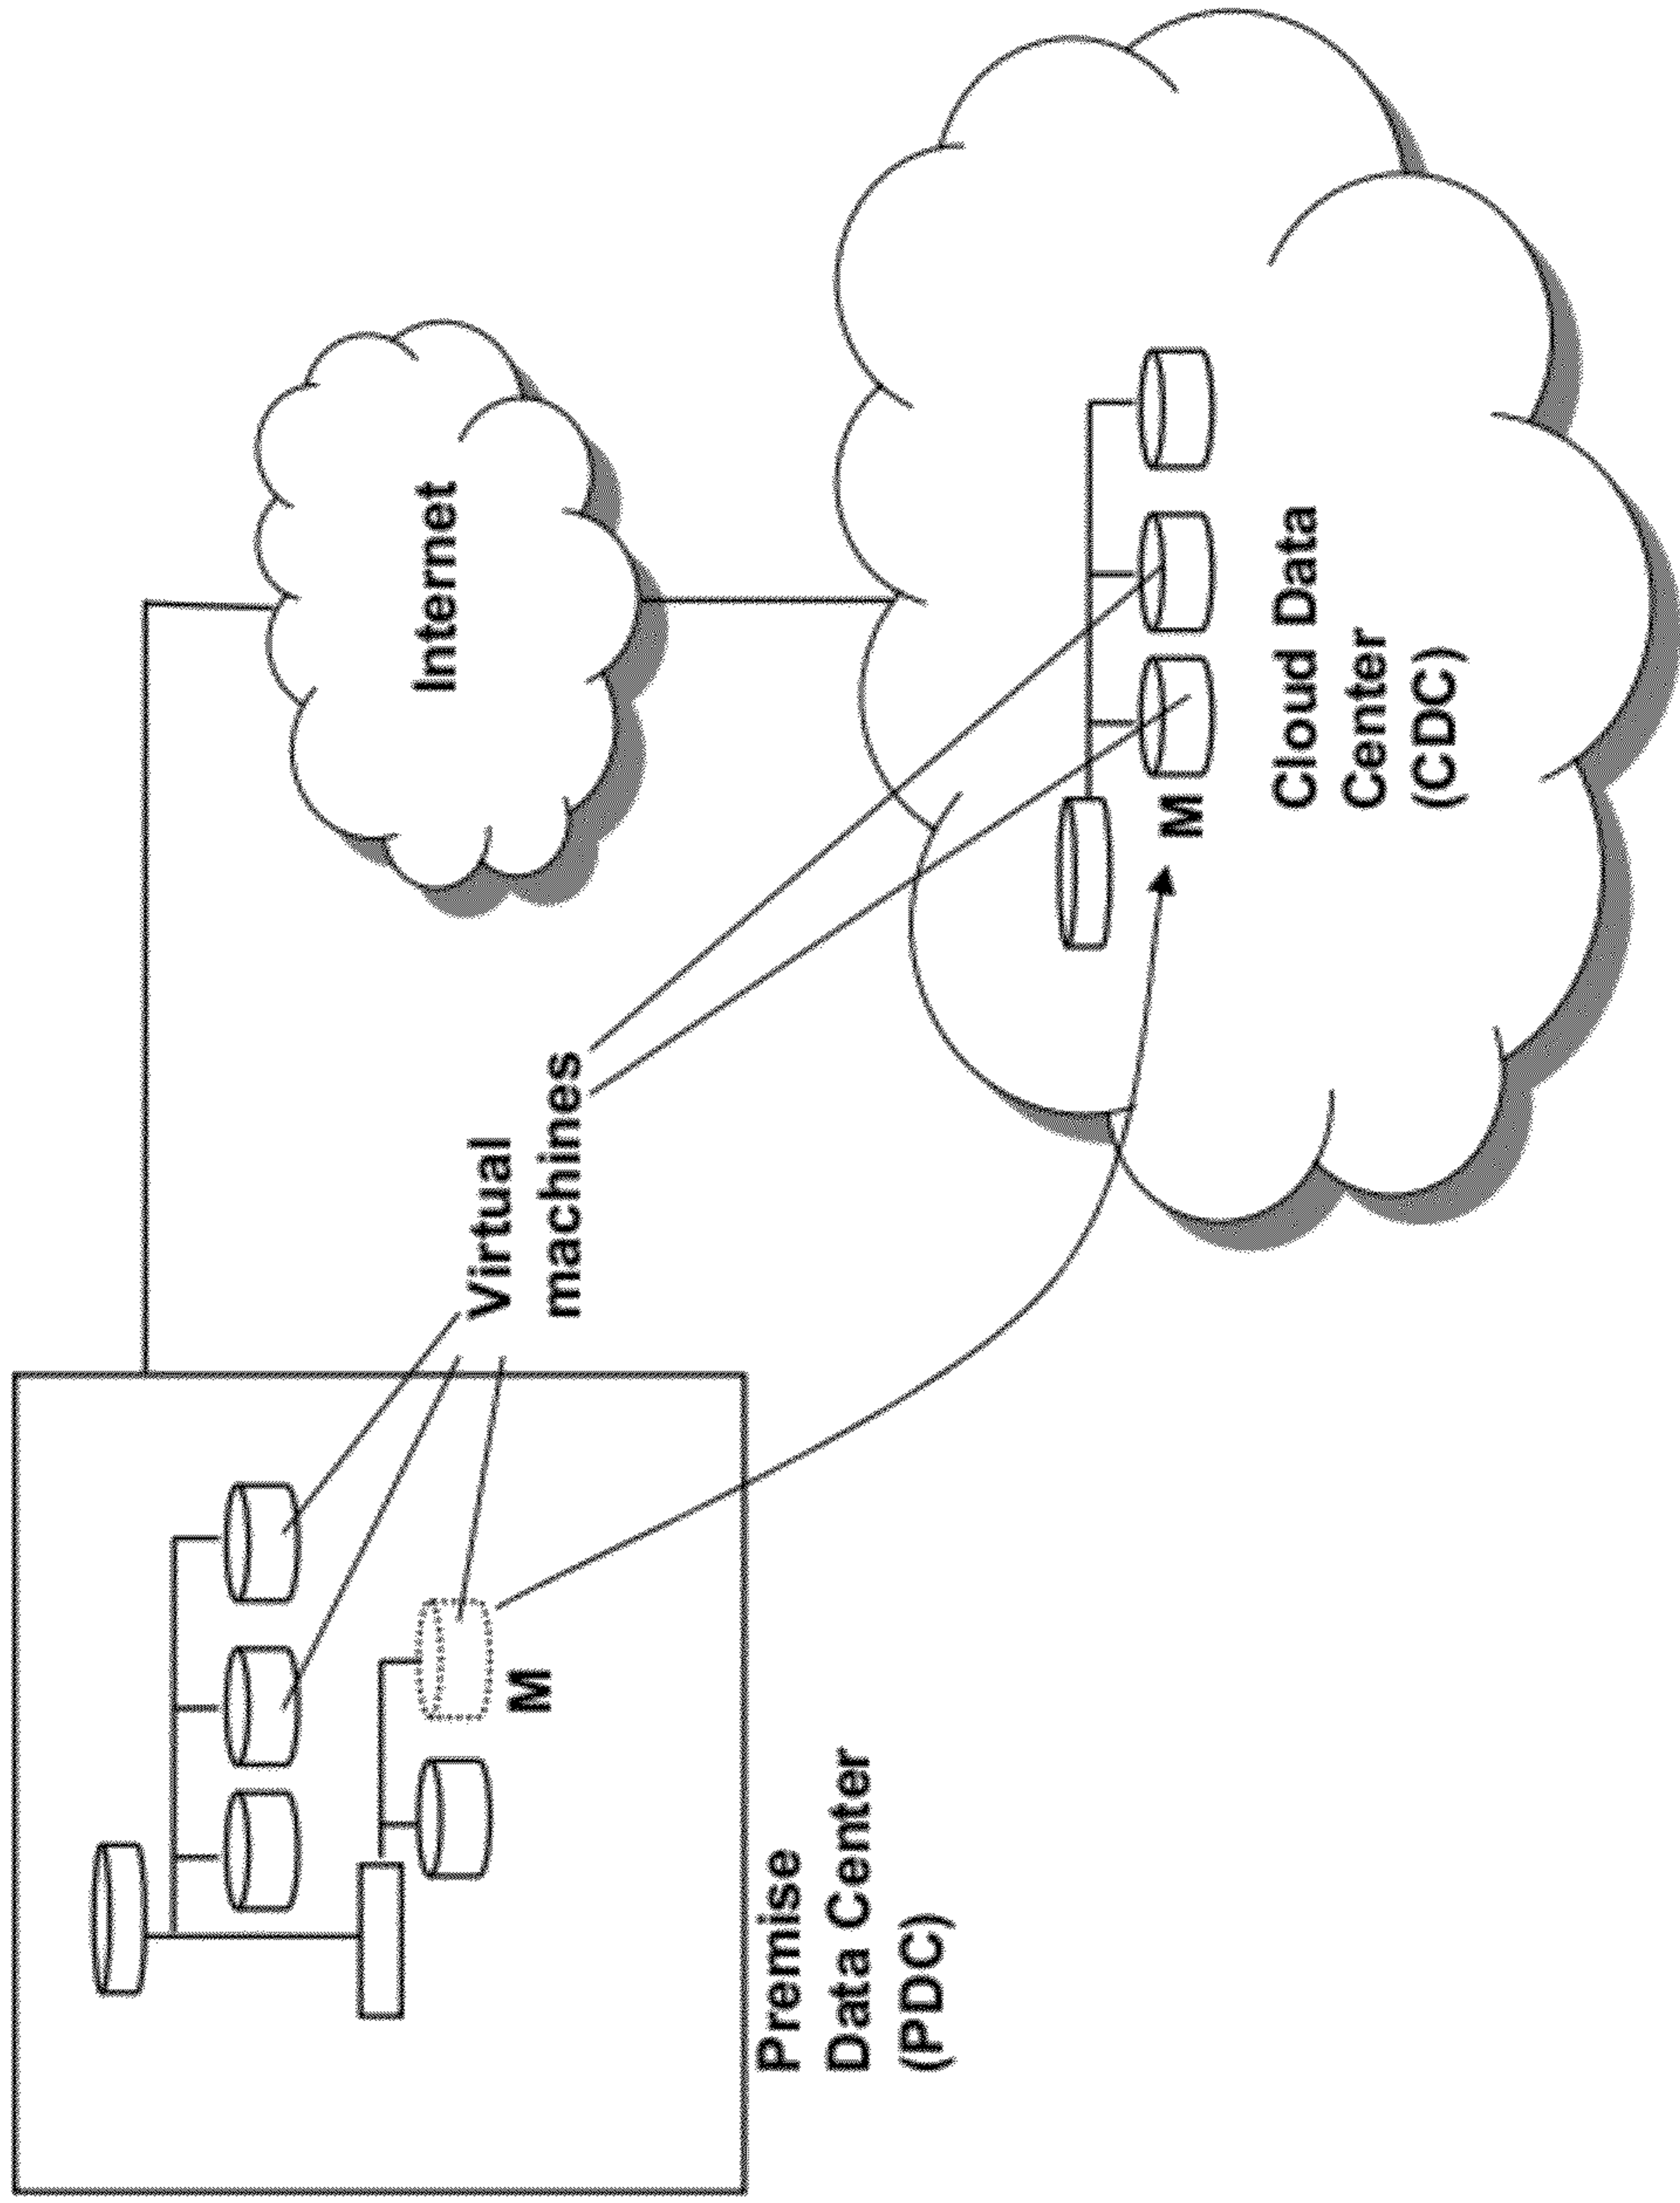 Internet
Virtual
machines
M
M
Cloud Data
Center
(CDC)
Premise
Data Center
(PDC)